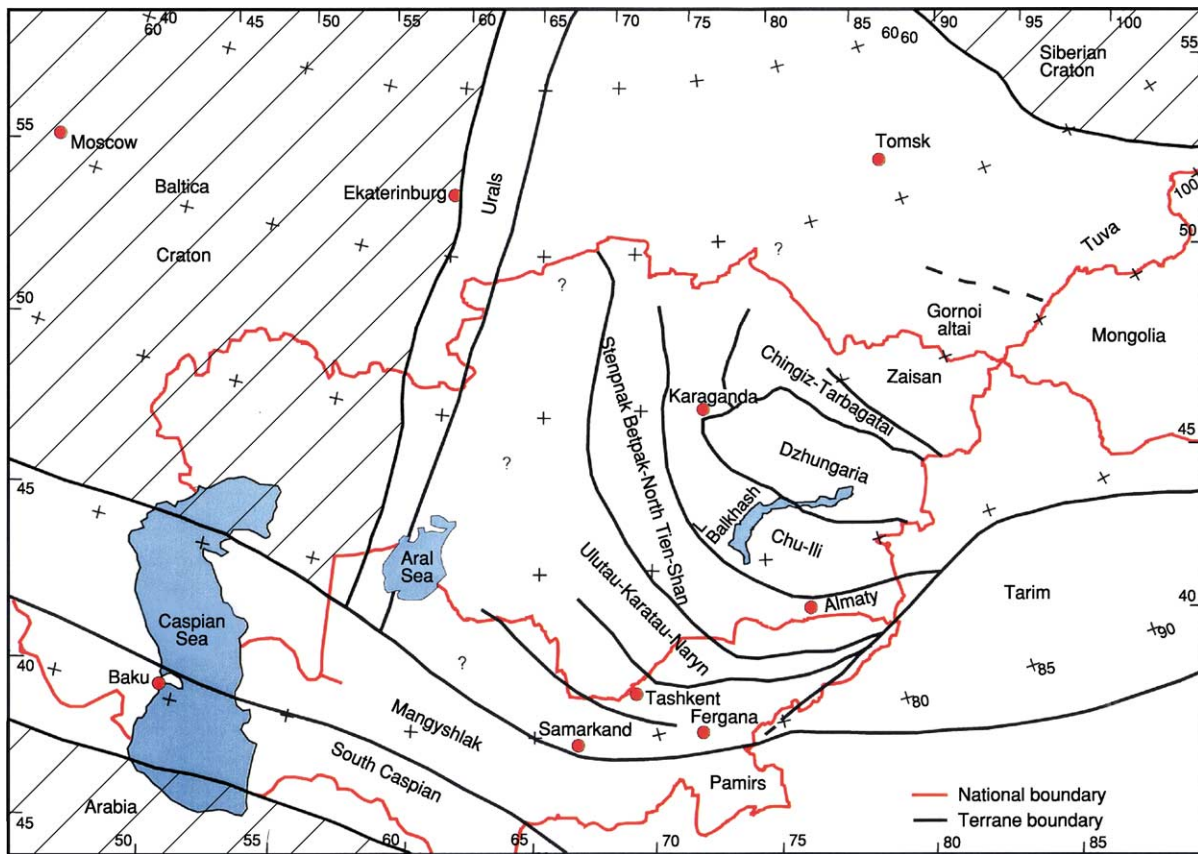 40
60
45
50
55
60
65
70
75
80
85
60
60
90
95
100
55
Siberian
Craton
55
Moscow
Tomsk
Baltica
Ekaterinburg
Urals
100
50
Tuva
Craton
?
?
50
Gornoi
altai
Mongolia
Stenpnak Betpak-North Tien-Shan
Chingiz-Tarbagatai
Zaisan
Karaganda
45
Dzhungaria
45
?
Balkhash
Chu-Ili
Aral
Sea
Ulutau-Karatau-Naryn
Almaty
Tarim
40
Caspian
Sea
90
40
?
85
Baku
Tashkent
80
Mangyshlak
Samarkand
Fergana
South Caspian
Pamirs
Arabia
National boundary
45
Terrane boundary
50
55
60
65
70
75
85